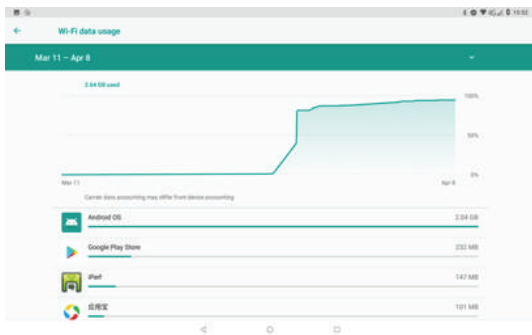 10:52
Wi-Fi data usage
Mar 11 – Apr 8
2.64 GB used
100%
50%
0%
Mar 11
Apr 8
Carrier data accounting may differ from device accounting
Android OS
2.04 GB
Google Play Store
232 MB
iPerf
147 MB
应用宝
101 MB